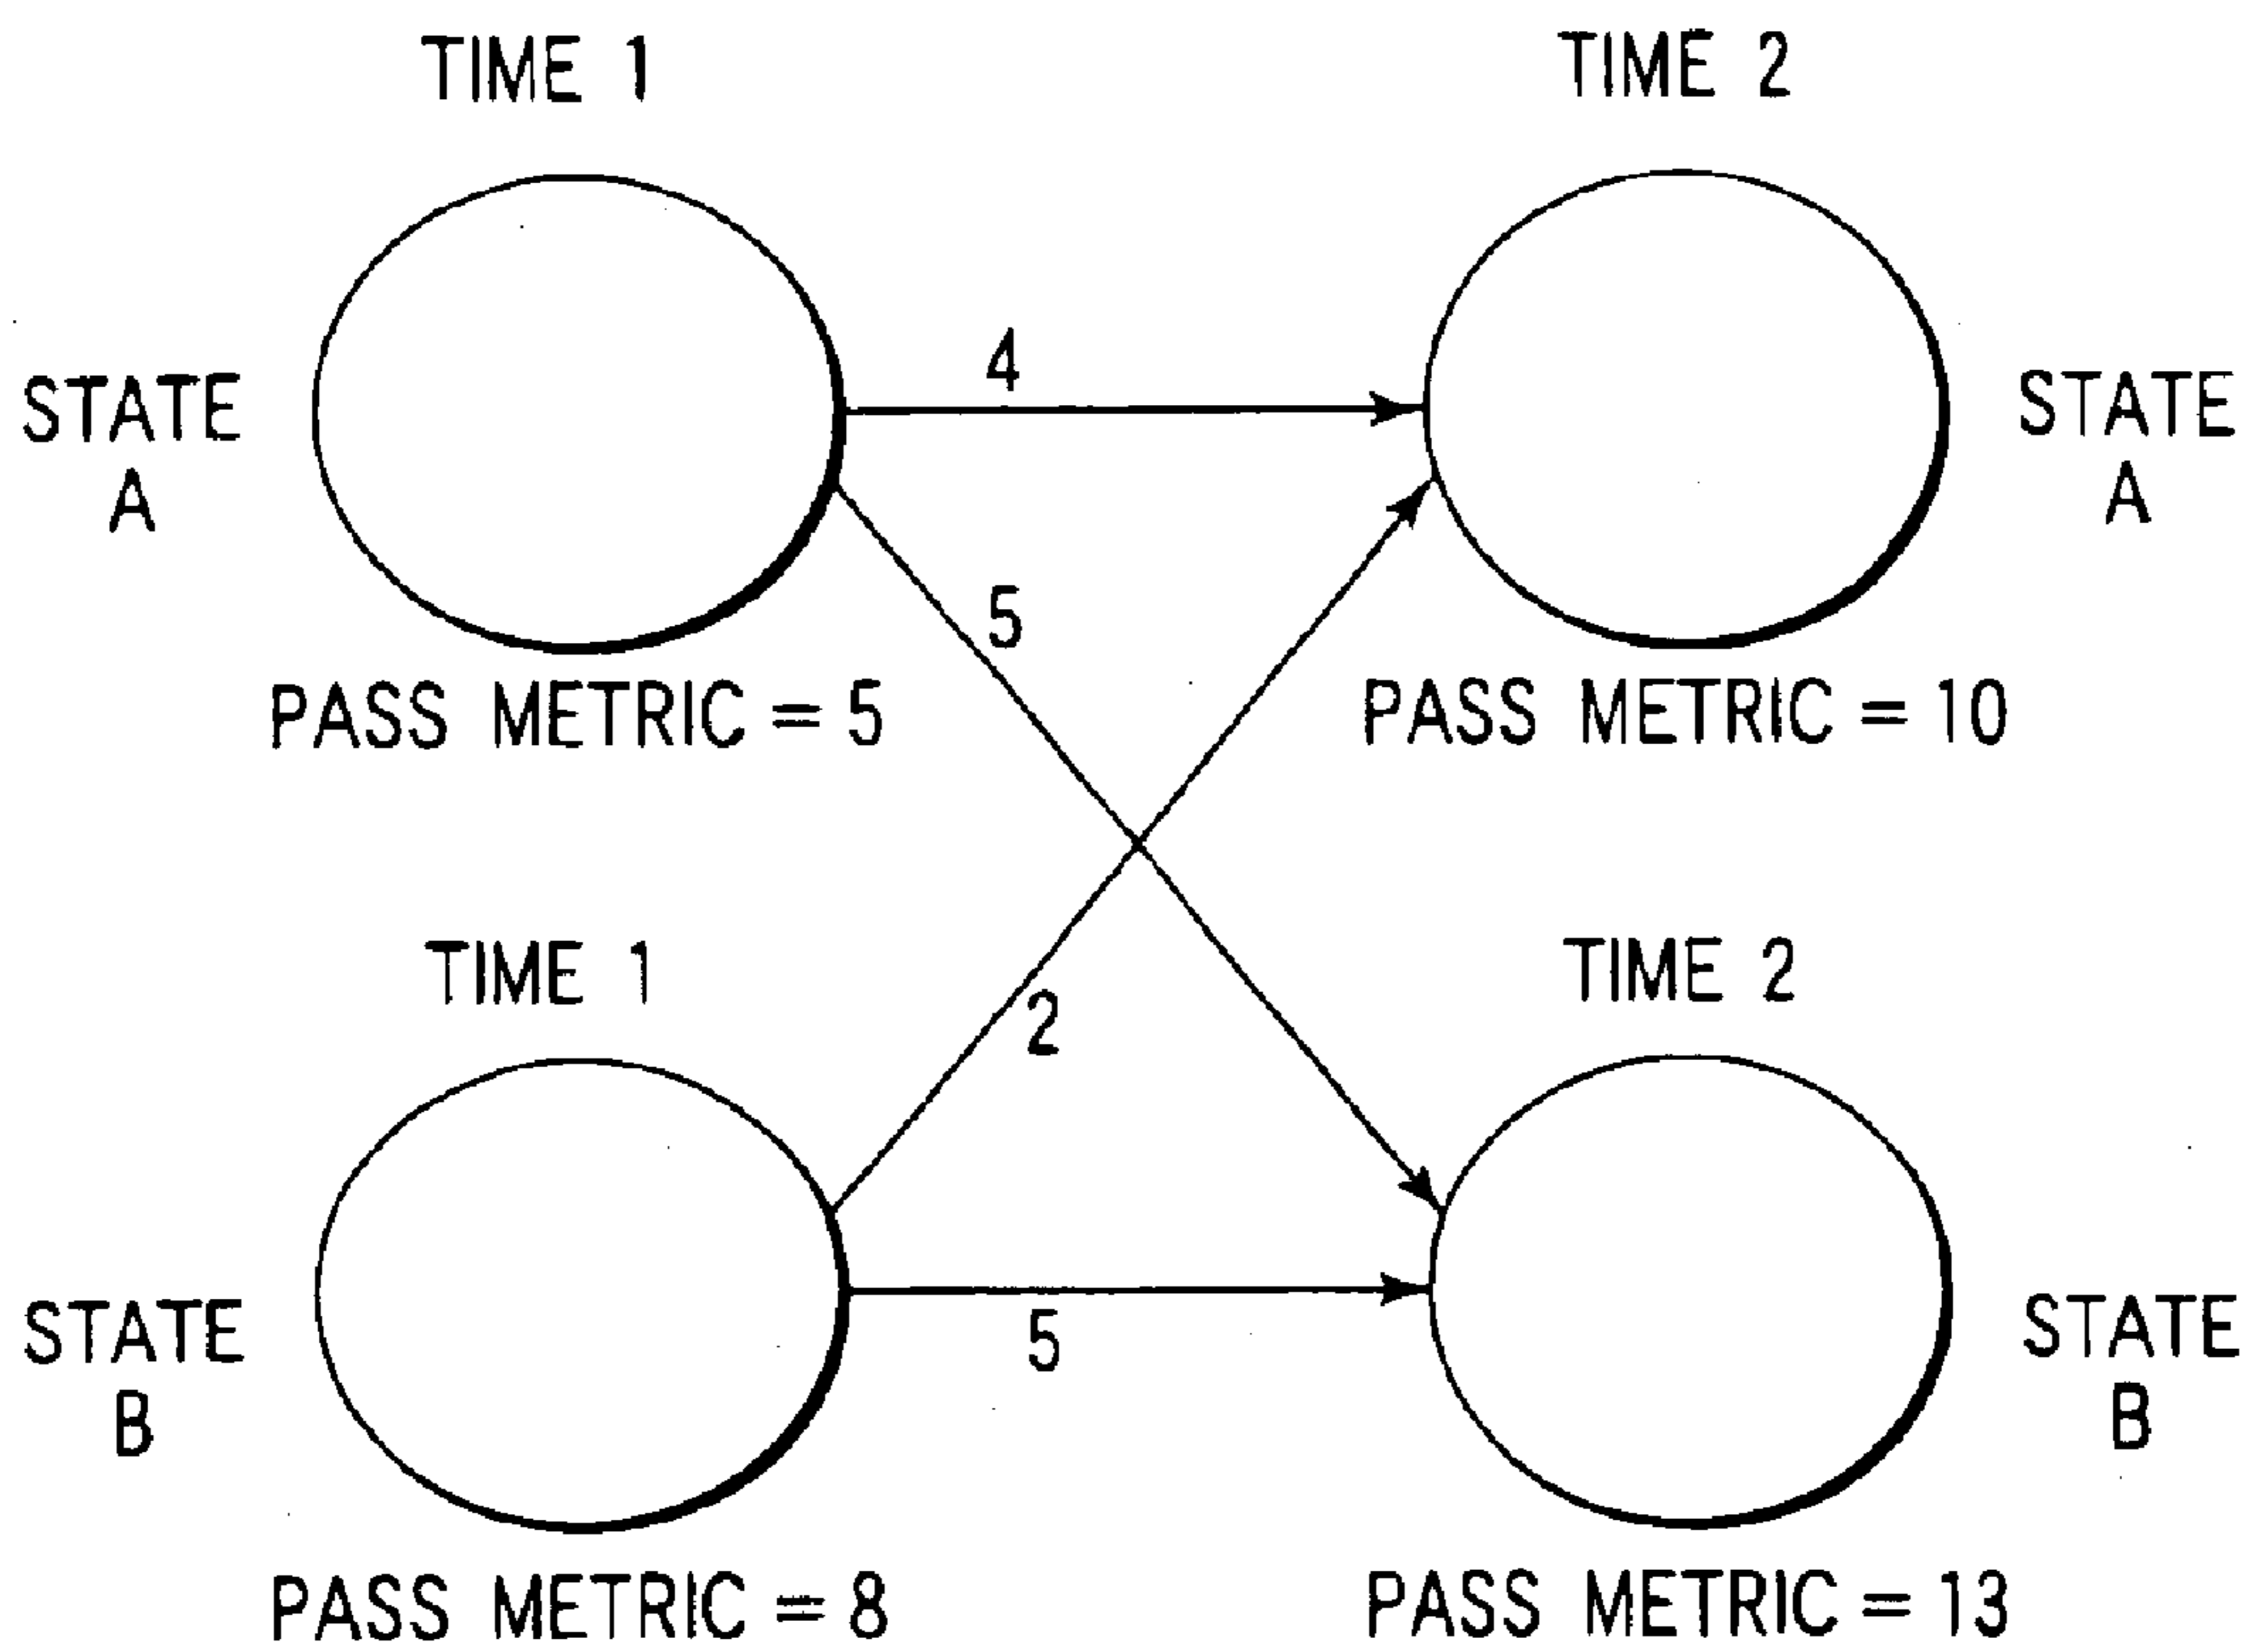 TIME 1
TIME 2
4
STATE
A
STATE
A
5
PASS METRIC = 5
PASS METRIC = 10
TIME 1
TIME 2
2
STATE
B
5
STATE
B
PASS METRIC = 8
PASS METRIC = 13